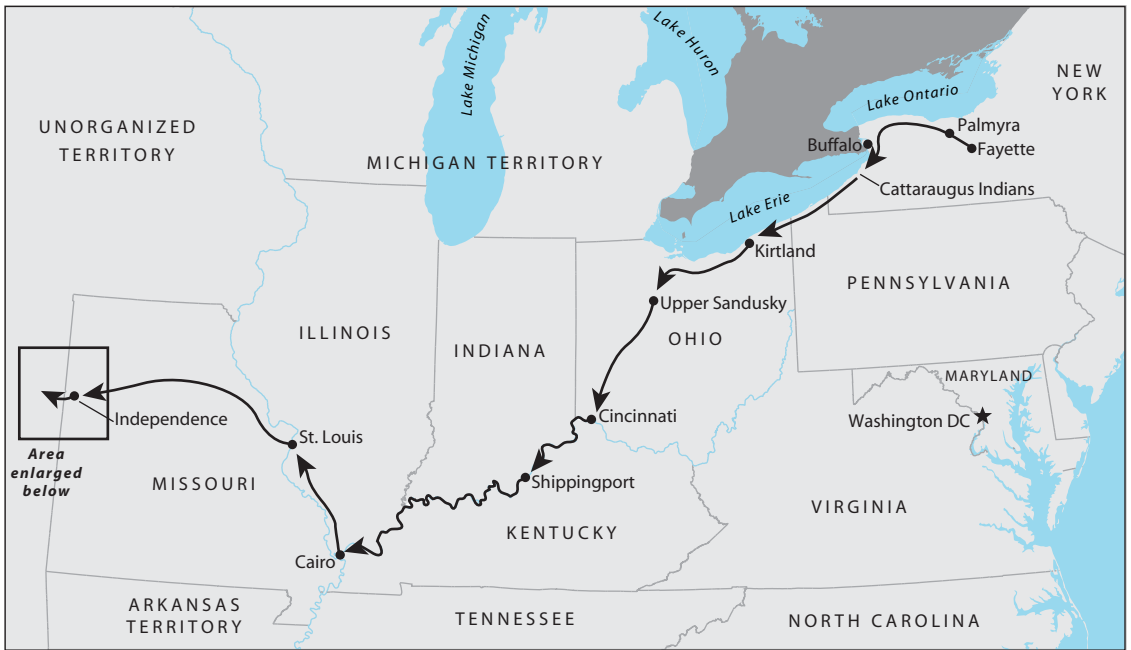 Lake Michigan
Lake Huron
NEW
YORK
Lake Ontario
UNORGANIZED
TERRITORY
MICHIGAN TERRITORY
Palmyra
Buffalo
Fayette
Cattaraugus Indians
Lake Erie
Kirtland
PENNSYLVANIA
Upper Sandusky
ILLINOIS
OHIO
INDIANA
MARYLAND
Independence
Cincinnati
Washington DC
St. Louis
Area
enlarged
below
MISSOURI
Shippingport
VIRGINIA
KENTUCKY
Cairo
ARKANSAS
TERRITORY
TENNESSEE
NORTH CAROLINA